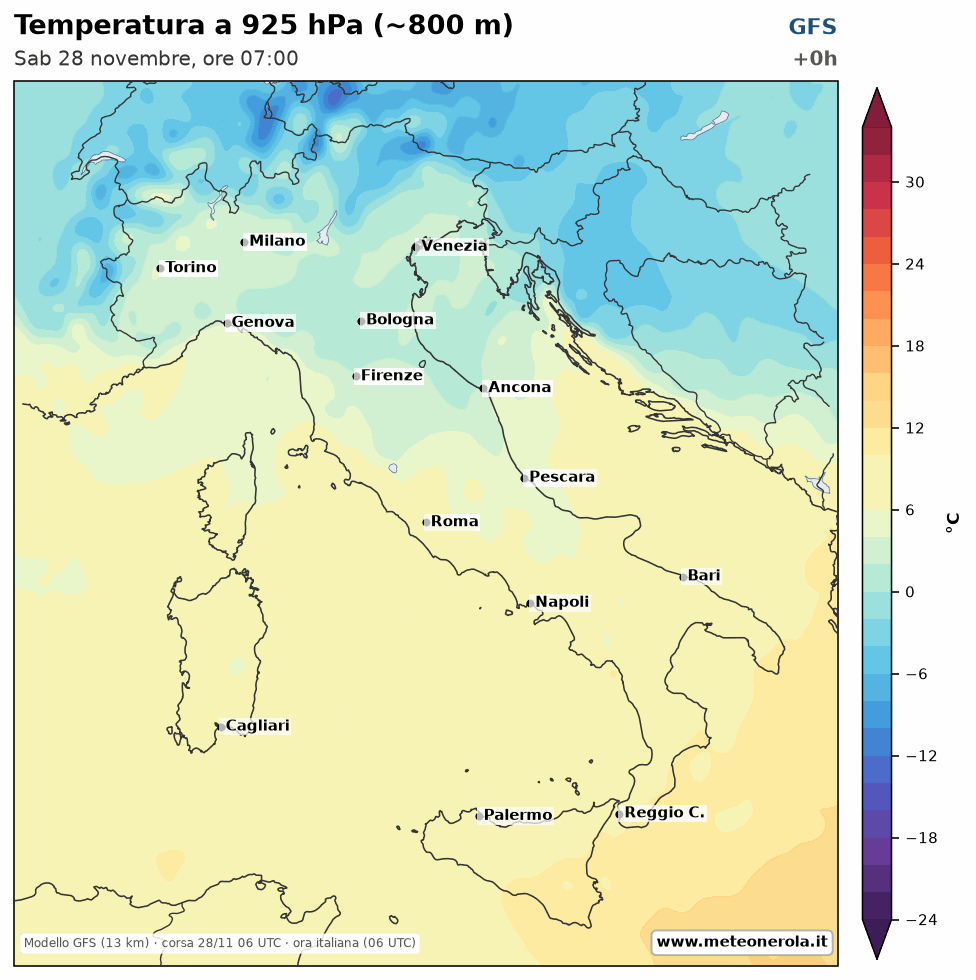 Temperatura a 925 hPa (~800 m)
GFS
Sab 28 novembre, ore 07:00
+0h
Milano
Venezia
Torino
Genova
Bologna
Firenze
Ancona
Pescara
Roma
Bari
Napoli
Cagliari
Palermo
Reggio C.
30
24
18
12
6
0
−6
−12
−18
−24
°C
Modello GFS (13 km) · corsa 28/11 06 UTC · ora italiana (06 UTC)
www.meteonerola.it